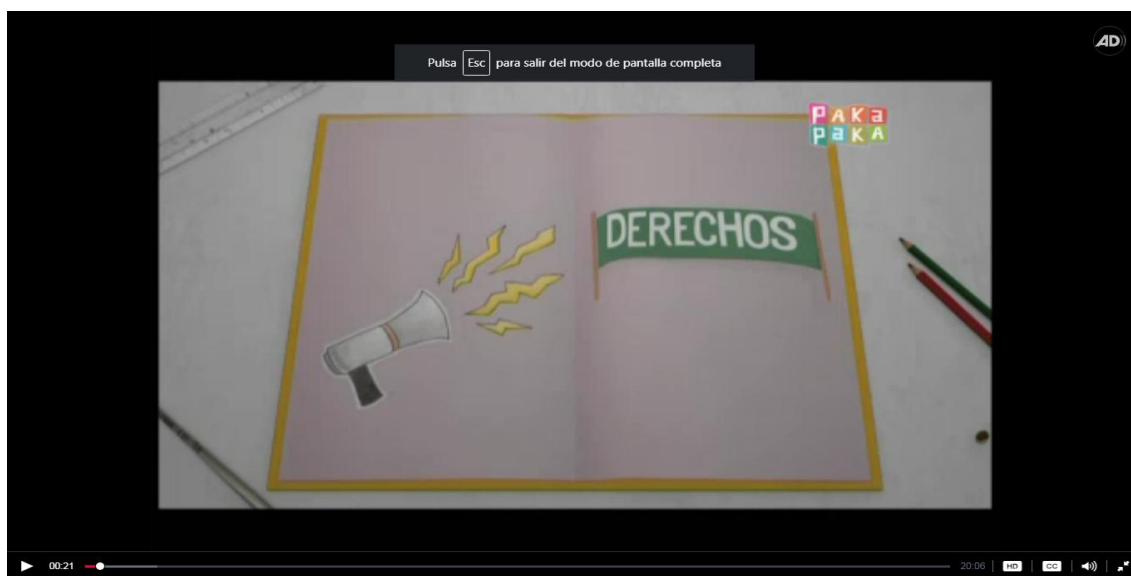 AD
Pulsa Esc para salir del modo de pantalla completa
PAKa
PaKA
DERECHOS
00:21
20:06 HD CC